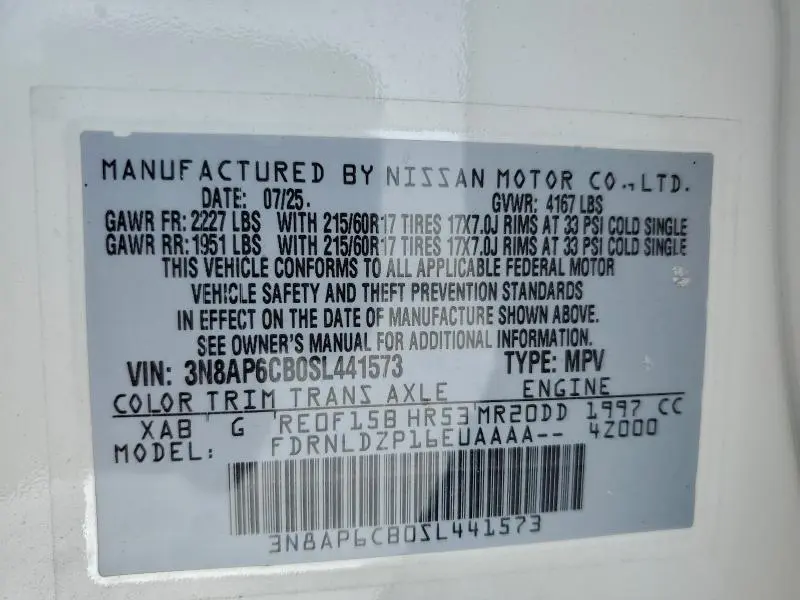 MANUFACTURED BY NISSAN MOTOR CO.,LTD.
DATE: 07/25. GVWR: 4167 LBS
GAWR FR: 2227 LBS WITH 215/60R17 TIRES 17X7.0J RIMS AT 33 PSI COLD SINGLE
GAWR RR: 1951 LBS WITH 215/60R17 TIRES 17X7.0J RIMS AT 33 PSI COLD SINGLE
THIS VEHICLE CONFORMS TO ALL APPLICABLE FEDERAL MOTOR
VEHICLE SAFETY AND THEFT PREVENTION STANDARDS
IN EFFECT ON THE DATE OF MANUFACTURE SHOWN ABOVE.
SEE OWNER'S MANUAL FOR ADDITIONAL INFORMATION.
VIN: 3N8AP6CB0SL441573 TYPE: MPV
COLOR TRIM TRANS AXLE ENGINE
XAB G RE0F15B HR53 MR20DD 1997 CC
MODEL: FDRNLDZP16EUAAAA-- 4Z000
3N8AP6CB0SL441573